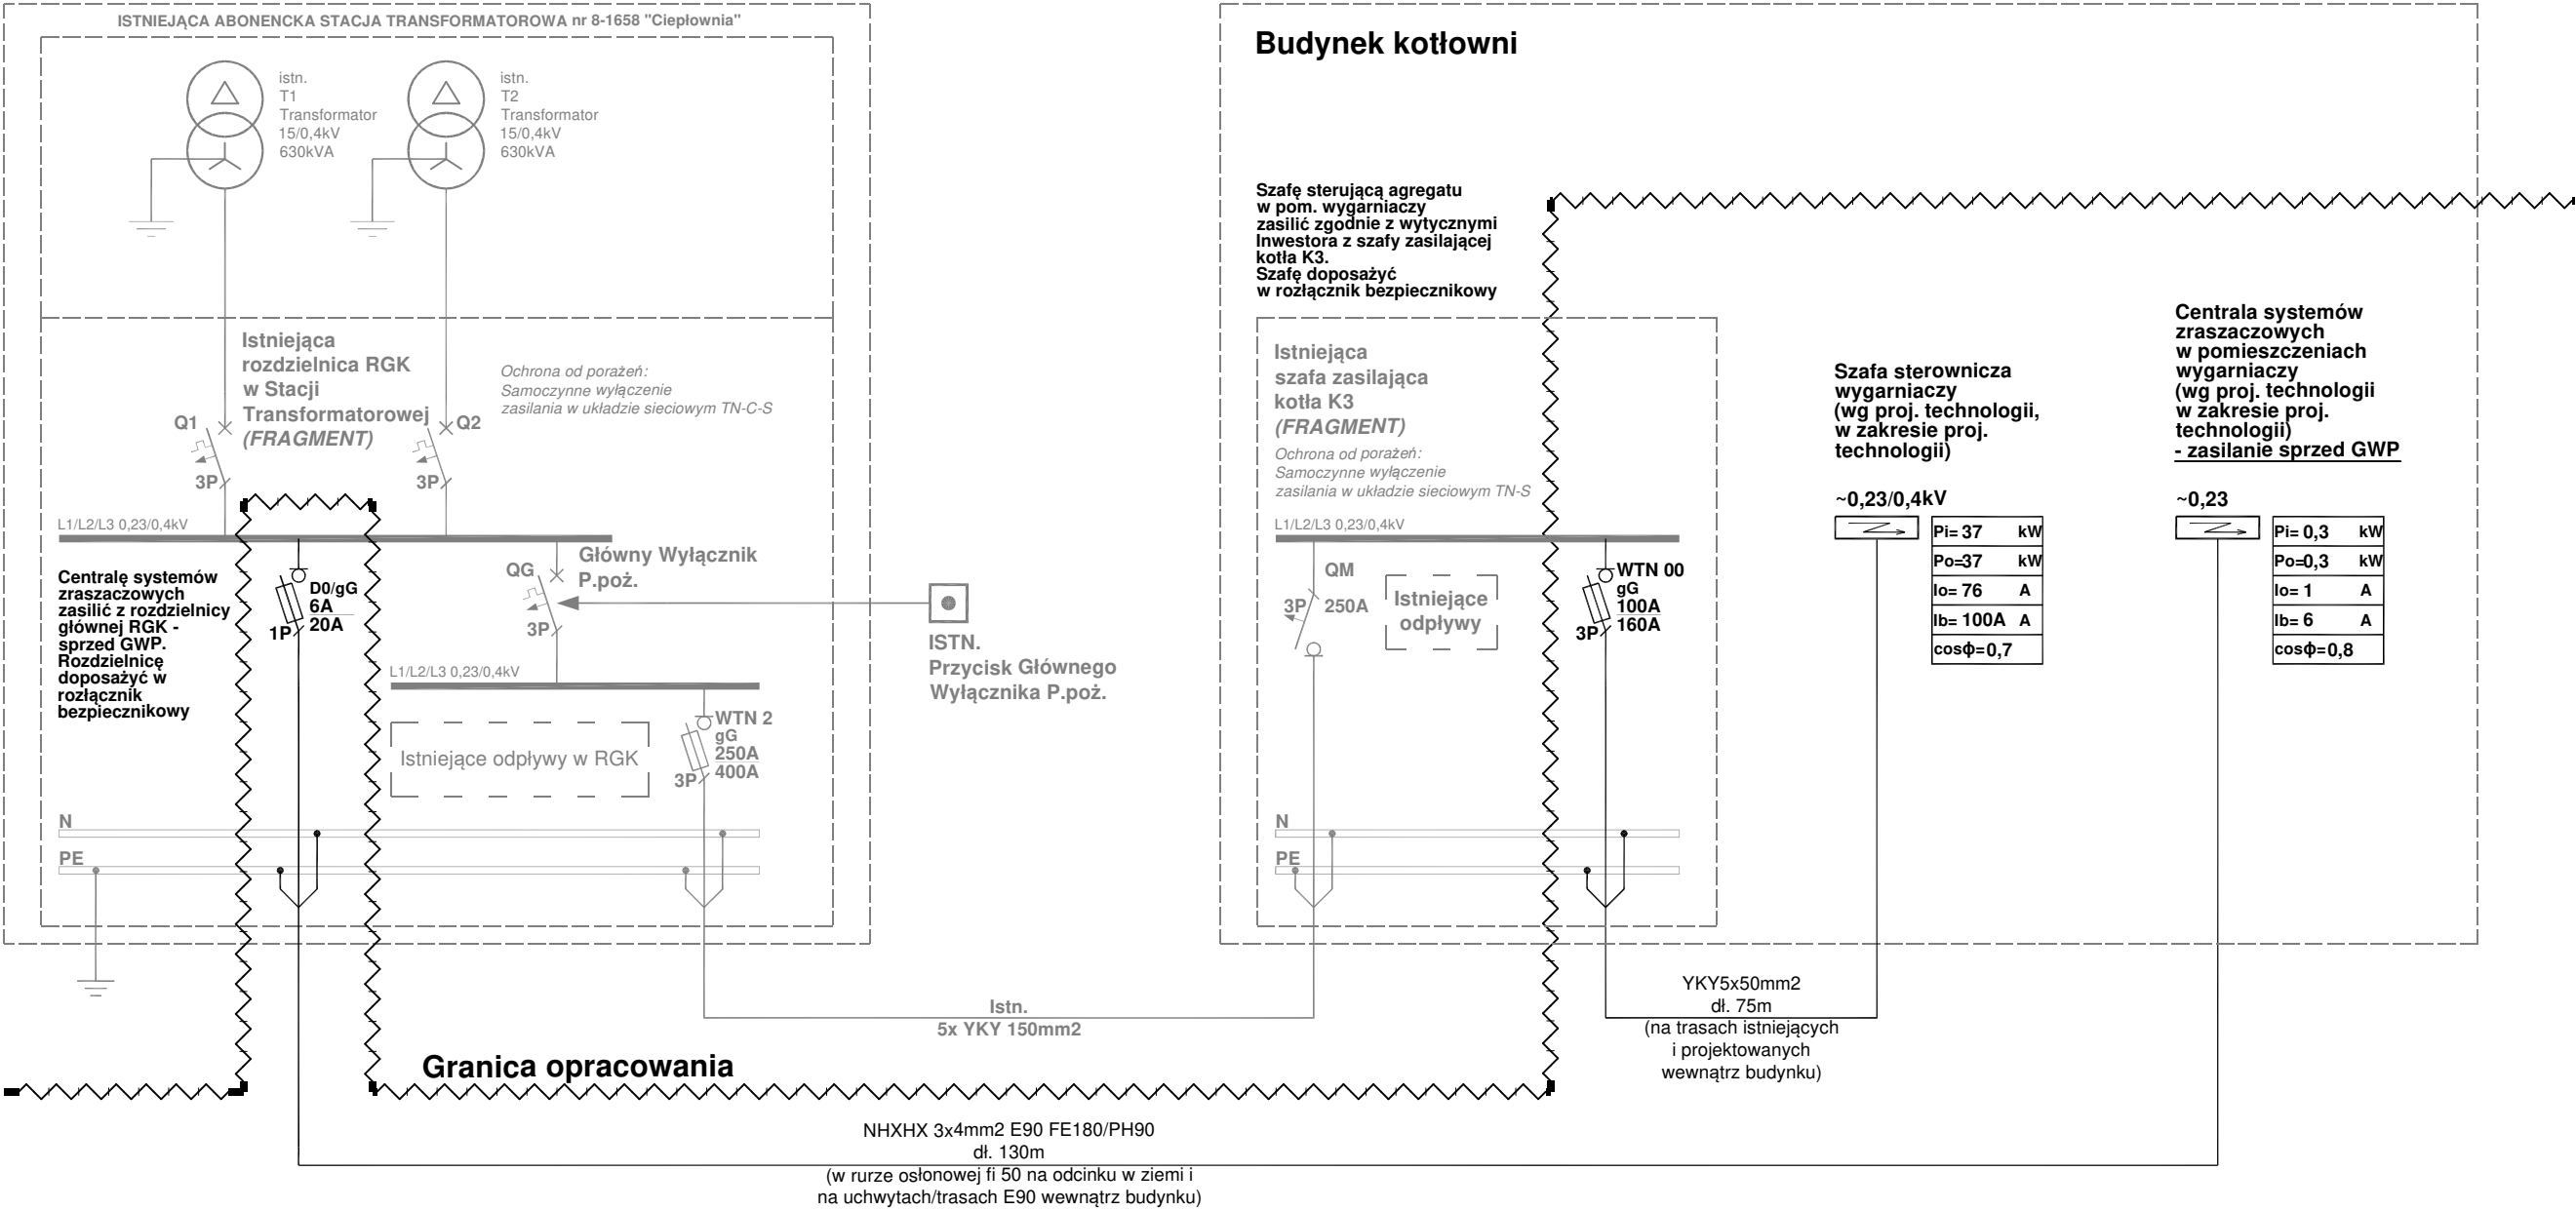 ISTNIEJĄCA ABONENCKA STACJA TRANSFORMATOROWA nr 8-1658 "Ciepłownia"
istn.
T1
Transformator
15/0,4kV
630kVA
istn.
T2
Transformator
15/0,4kV
630kVA
Istniejąca
rozdzielnica RGK
w Stacji
Transformatorowej
(FRAGMENT)
Ochrona od porażeń:
Samoczynne wyłączenie
zasilania w układzie sieciowym TN-C-S
Q1
3P
Q2
3P
L1/L2/L3 0,23/0,4kV
Centralę systemów
zraszaczowych
zasilić z rozdzielnicy
głównej RGK -
sprzed GWP.
Rozdzielnicę
doposażyć w
rozłącznik
bezpiecznikowy
D0/gG
6A
20A
1P
QG
3P
Główny Wyłącznik
P.poż.
L1/L2/L3 0,23/0,4kV
Istniejące odpływy w RGK
WTN 2
gG
250A
400A
3P
N
PE
ISTN.
Przycisk Głównego
Wyłącznika P.poż.
Budynek kotłowni
Szafę sterującą agregatu
w pom. wygarniaczy
zasilić zgodnie z wytycznymi
Inwestora z szafy zasilającej
kotła K3.
Szafę doposażyć
w rozłącznik bezpiecznikowy
Istniejąca
szafa zasilająca
kotła K3
(FRAGMENT)
Ochrona od porażeń:
Samoczynne wyłączenie
zasilania w układzie sieciowym TN-S
L1/L2/L3 0,23/0,4kV
QM
3P 250A
Istniejące
odpływy
WTN 00
gG
100A
160A
3P
N
PE
Szafa sterownicza
wygarniaczy
(wg proj. technologii,
w zakresie proj.
technologii)
~0,23/0,4kV
Pi= 37 kW
Po=37 kW
Io= 76 A
Ib= 100A A
cosϕ=0,7
Centrala systemów
zraszaczowych
w pomieszczeniach
wygarniaczy
(wg proj. technologii
w zakresie proj.
technologii)
- zasilanie sprzed GWP
~0,23
Pi= 0,3 kW
Po=0,3 kW
Io= 1 A
Ib= 6 A
cosϕ=0,8
Istn.
5x YKY 150mm2
YKY5x50mm2
dł. 75m
(na trasach istniejących
i projektowanych
wewnątrz budynku)
Granica opracowania
NHXHX 3x4mm2 E90 FE180/PH90
dł. 130m
(w rurze osłonowej fi 50 na odcinku w ziemi i
na uchwytach/trasach E90 wewnątrz budynku)